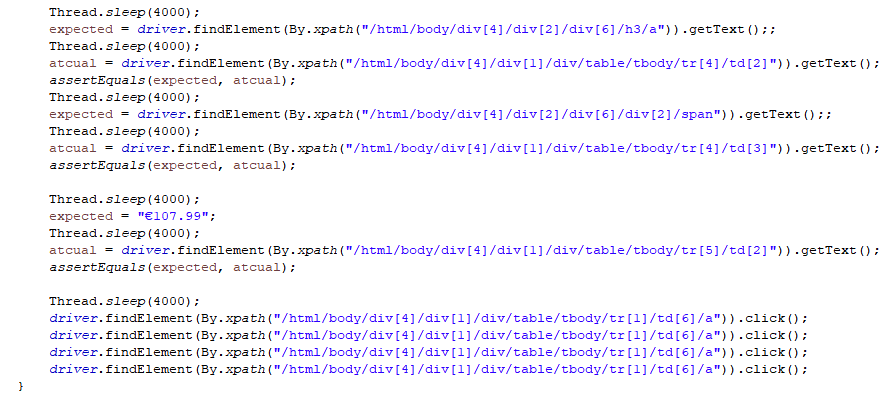 Thread.sleep(4000);
expected = driver.findElement(By.xpath("/html/body/div[4]/div[2]/div[6]/h3/a")).getText();;
Thread.sleep(4000);
atcual = driver.findElement(By.xpath("/html/body/div[4]/div[1]/div/table/tbody/tr[4]/td[2]")).getText();
assertEquals(expected, atcual);
Thread.sleep(4000);
expected = driver.findElement(By.xpath("/html/body/div[4]/div[2]/div[6]/div[2]/span")).getText();;
Thread.sleep(4000);
atcual = driver.findElement(By.xpath("/html/body/div[4]/div[1]/div/table/tbody/tr[4]/td[3]")).getText();
assertEquals(expected, atcual);
Thread.sleep(4000);
expected = "€107.99";
Thread.sleep(4000);
atcual = driver.findElement(By.xpath("/html/body/div[4]/div[1]/div/table/tbody/tr[5]/td[2]")).getText();
assertEquals(expected, atcual);
Thread.sleep(4000);
driver.findElement(By.xpath("/html/body/div[4]/div[1]/div/table/tbody/tr[1]/td[6]/a")).click();
driver.findElement(By.xpath("/html/body/div[4]/div[1]/div/table/tbody/tr[1]/td[6]/a")).click();
driver.findElement(By.xpath("/html/body/div[4]/div[1]/div/table/tbody/tr[1]/td[6]/a")).click();
driver.findElement(By.xpath("/html/body/div[4]/div[1]/div/table/tbody/tr[1]/td[6]/a")).click();
}